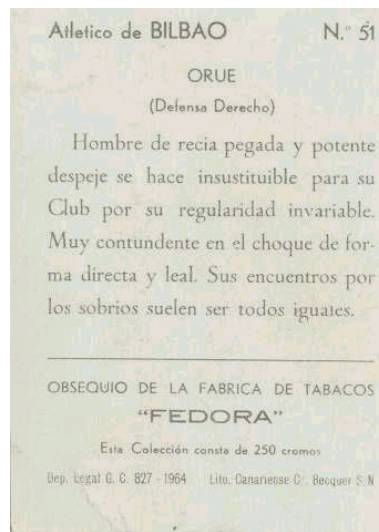 Atletico de BILBAO N.º 51
ORUE
(Defensa Derecho)
Hombre de recia pegada y potente
despeje se hace insustituible para su
Club por su regularidad invariable.
Muy contundente en el choque de for-
ma directa y leal. Sus encuentros por
los sobrios suelen ser todos iguales.
OBSEQUIO DE LA FABRICA DE TABACOS
"FEDORA"
Esta Colección consta de 250 cromos
Dep. Legal G. C. 827 - 1964 Lito. Canariense C/. Becquer S/N